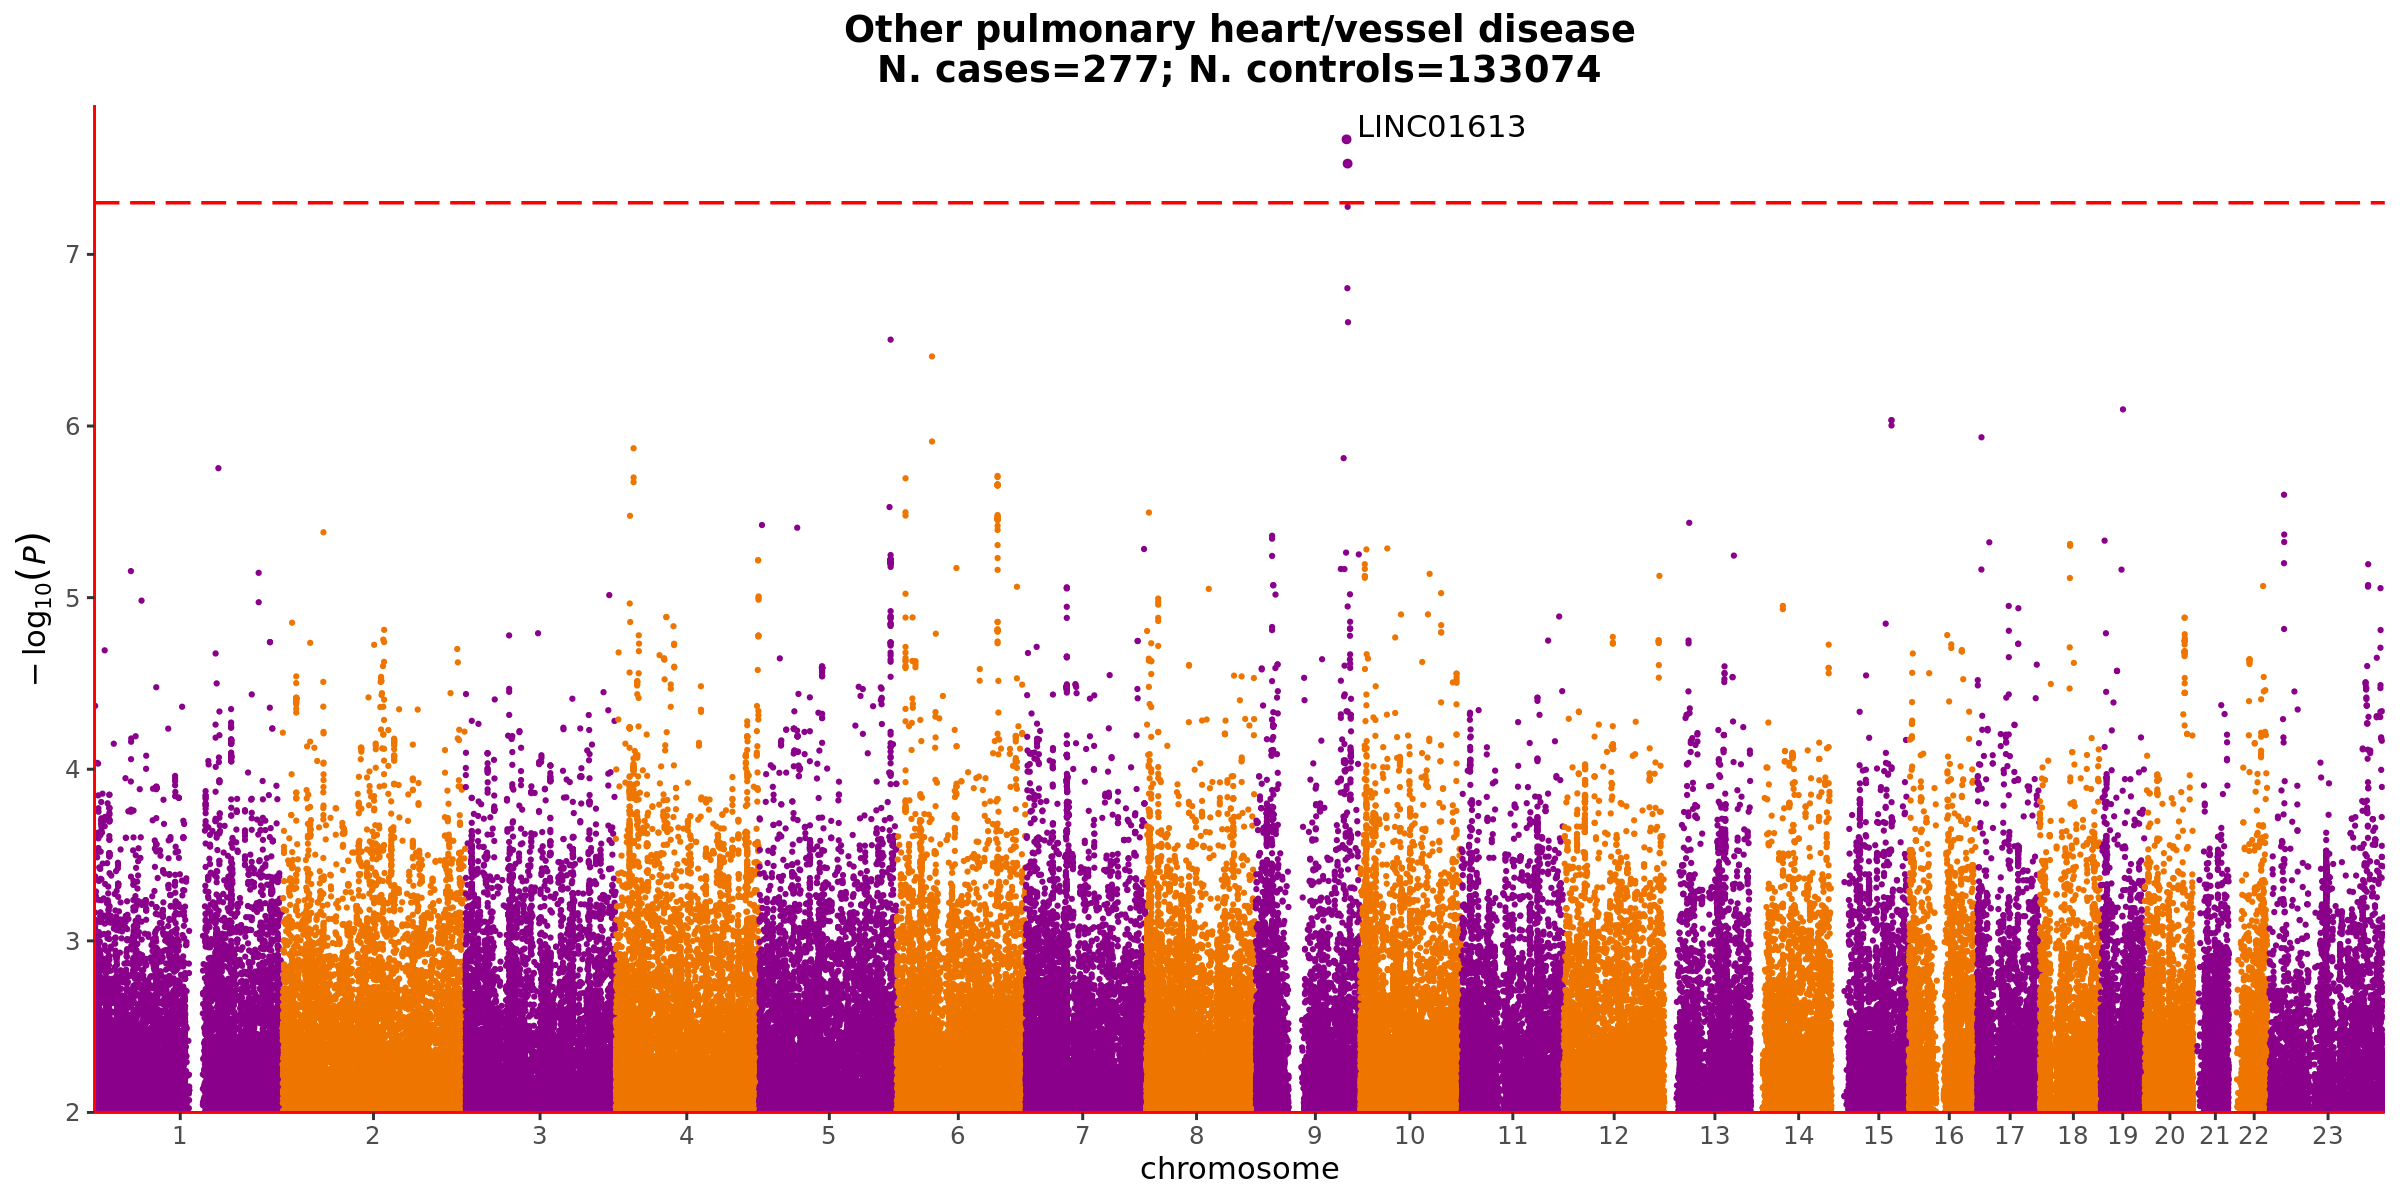 Other pulmonary heart/vessel disease
N. cases=277; N. controls=133074
LINC01613
7
6
5
4
3
2
−log10(P)
1 2 3 4 5 6 7 8 9 10 11 12 13 14 15 16 17 18 19 20 21 22 23
chromosome